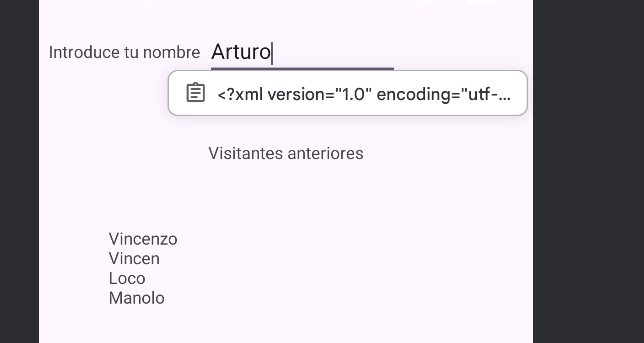 Introduce tu nombre Arturo
<?xml version="1.0" encoding="utf-...
Visitantes anteriores
Vincenzo
Vincen
Loco
Manolo